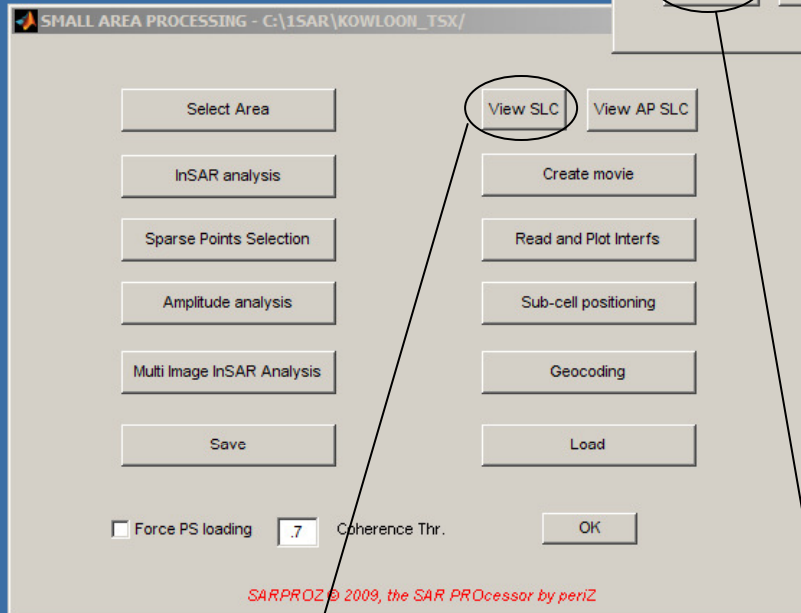 SMALL AREA PROCESSING - C:\1SAR\KOWLOON_TSX/
Select Area
View SLC
View AP SLC
InSAR analysis
Create movie
Sparse Points Selection
Read and Plot Interfs
Amplitude analysis
Sub-cell positioning
Multi Image InSAR Analysis
Geocoding
Save
Load
Force PS loading
.7
Coherence Thr.
OK
SARPROZ © 2009, the SAR PROcessor by periZ